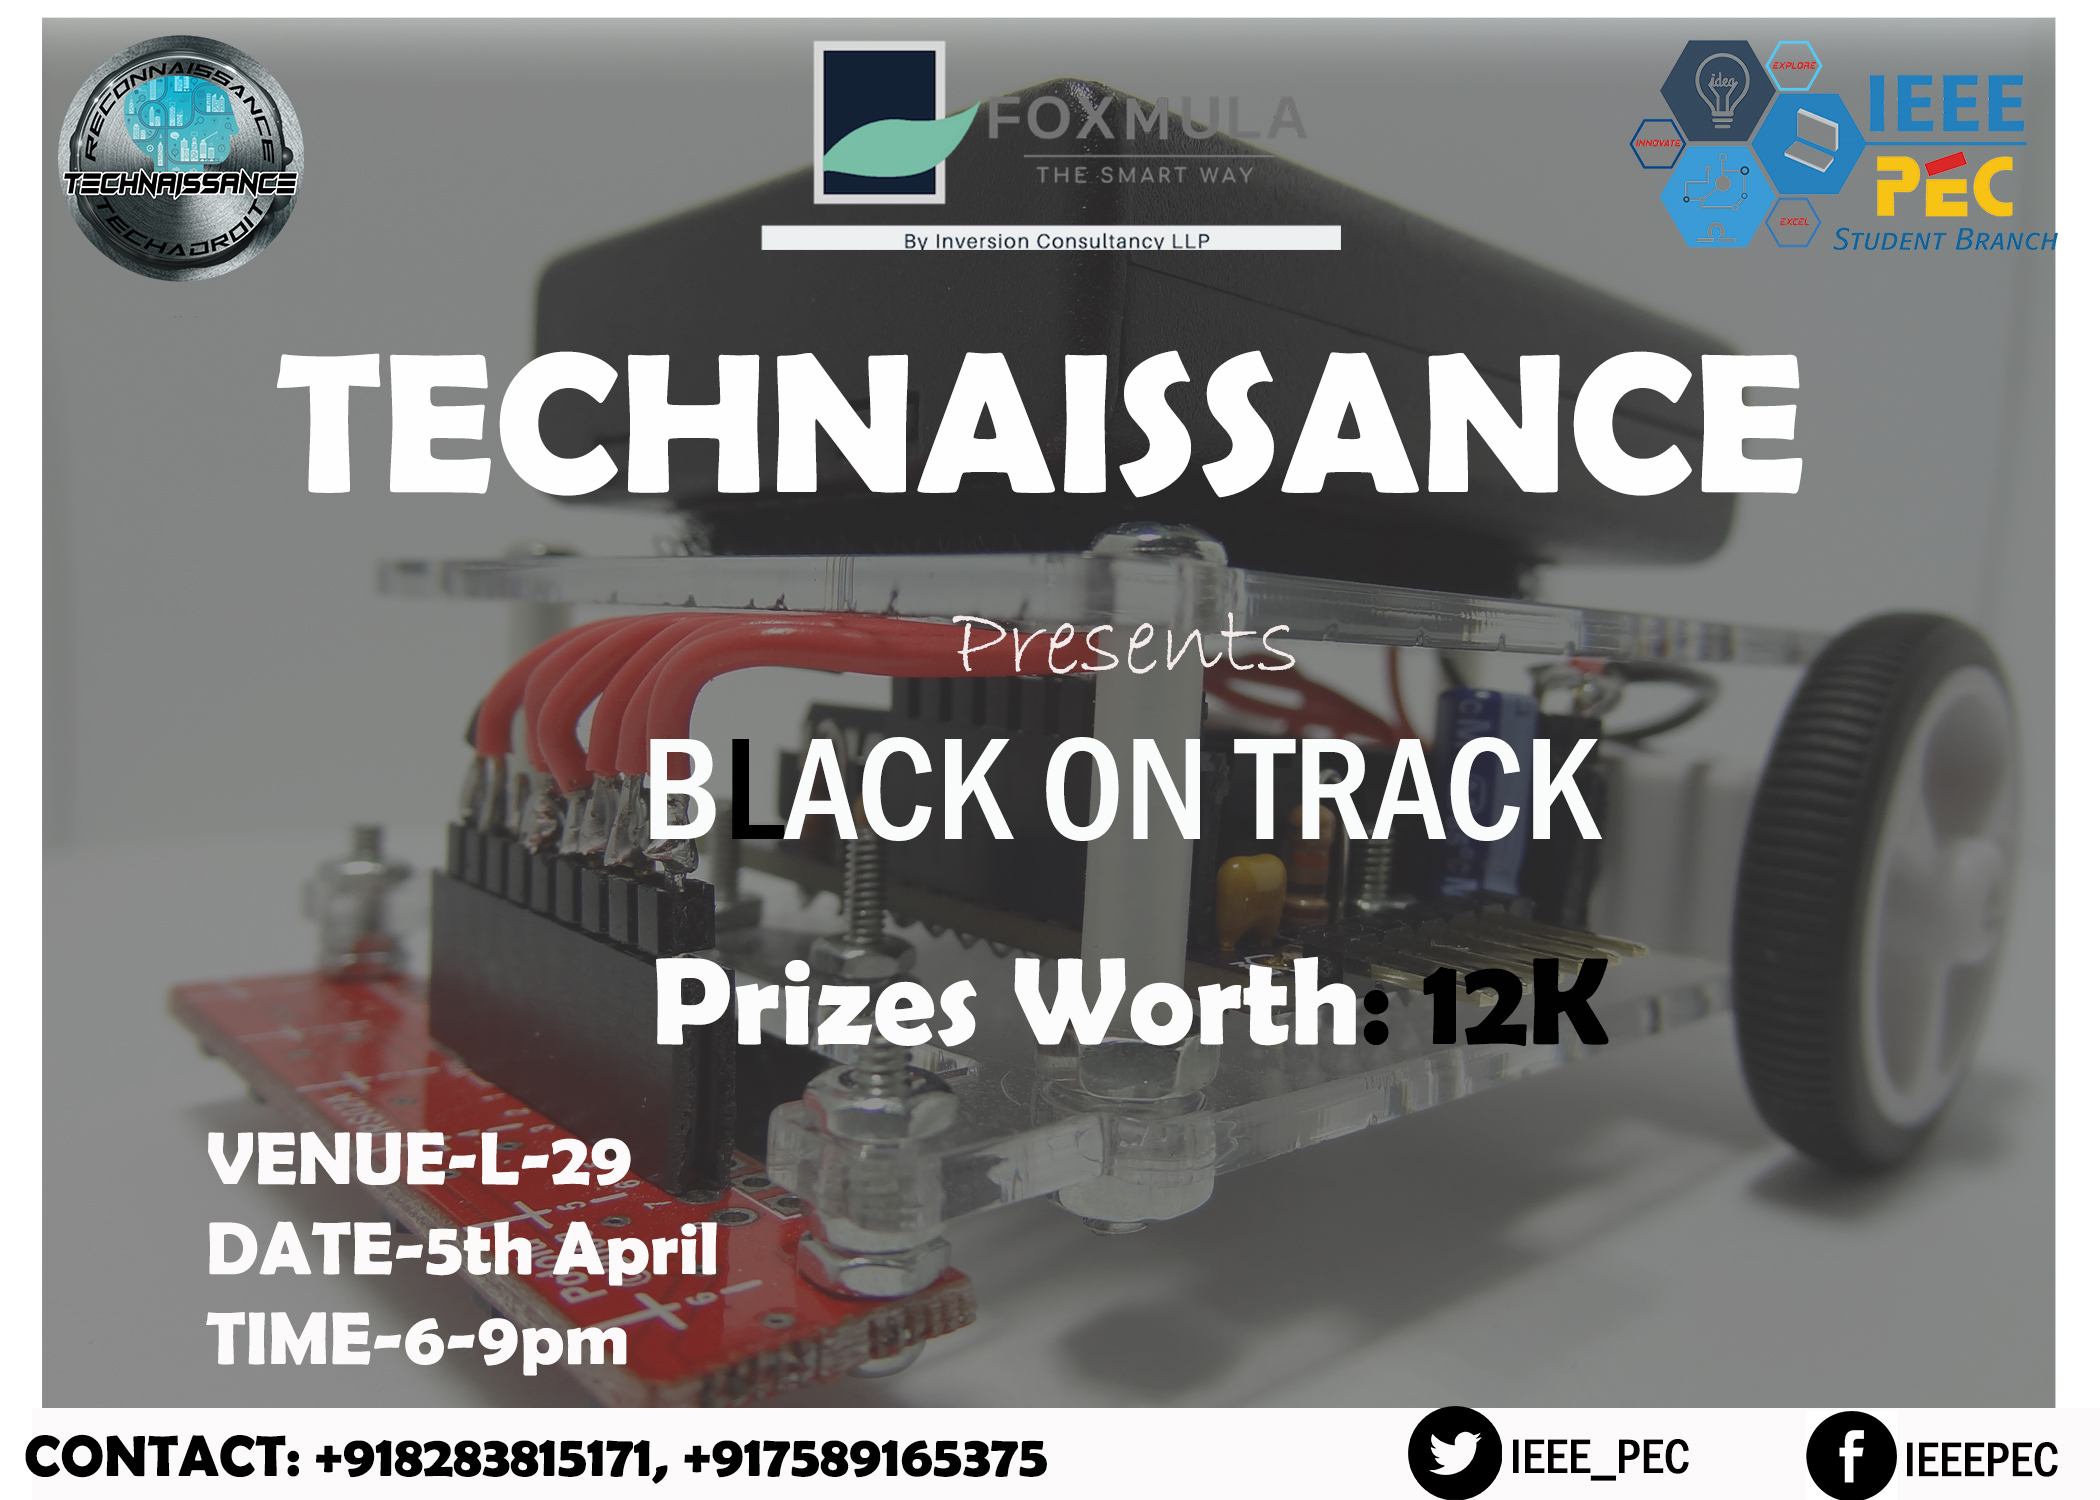 RECONNAISSANCE
TECHNAISSANCE
TECHADROIT
FOXMULA
THE SMART WAY
By Inversion Consultancy LLP
idea
EXPLORE
INNOVATE
EXCEL
IEEE
PEC
STUDENT BRANCH
TECHNAISSANCE
Presents
BLACK ON TRACK
Prizes Worth: 12K
VENUE-L-29
DATE-5th April
TIME-6-9pm
CONTACT: +918283815171, +917589165375
IEEE_PEC
IEEEPEC